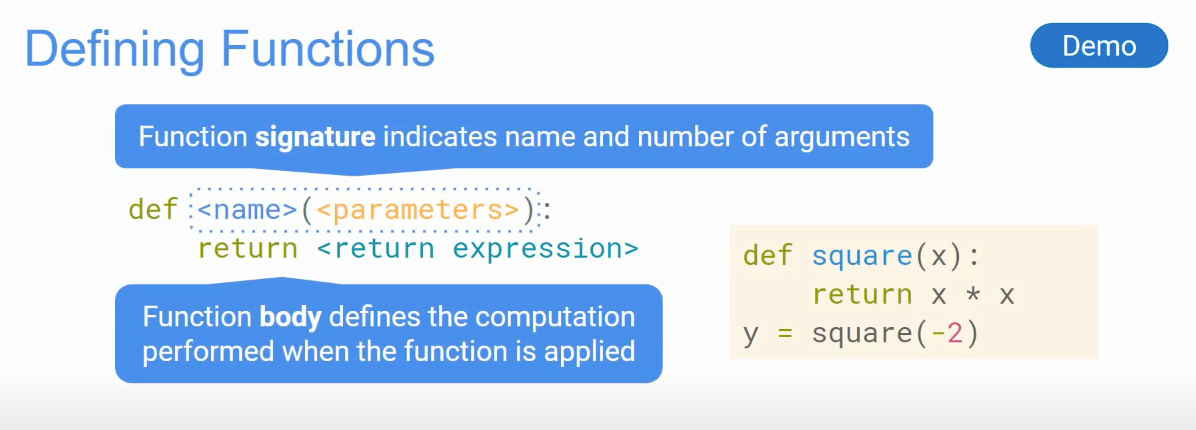 Defining Functions
Demo
Function signature indicates name and number of arguments
def <name>(<parameters>):
    return <return expression>
Function body defines the computation
performed when the function is applied
def square(x):
    return x * x
y = square(-2)